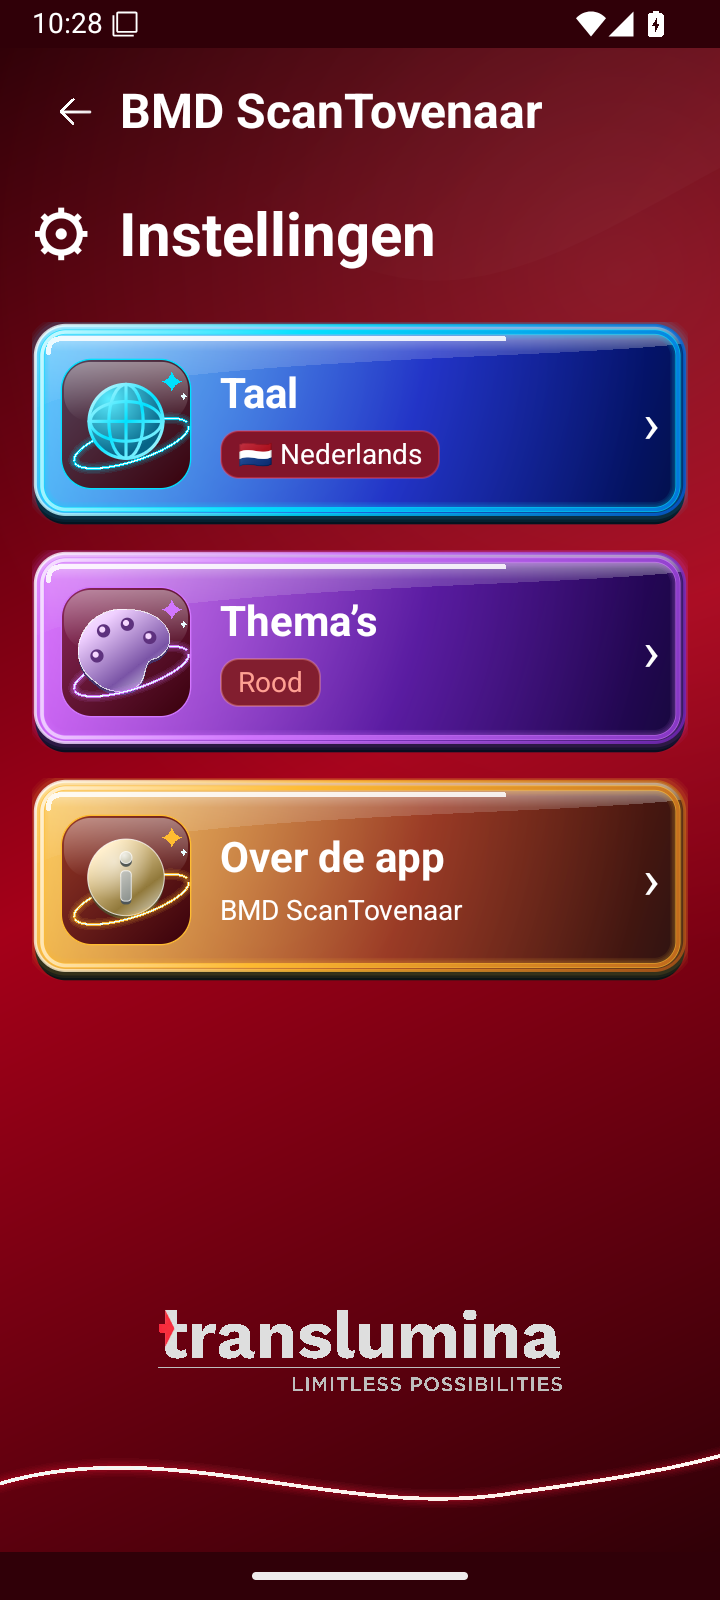 10:28
BMD ScanTovenaar
Instellingen
Taal
Nederlands
Thema’s
Rood
Over de app
BMD ScanTovenaar
translumina
LIMITLESS POSSIBILITIES